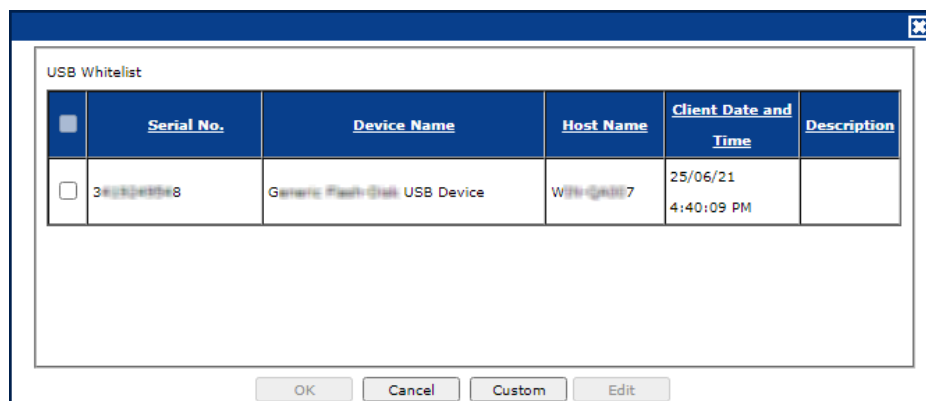 USB Whitelist
Serial No.
Device Name
Host Name
Client Date and
Time
Description
USB Device
25/06/21
4:40:09 PM
OK
Cancel
Custom
Edit